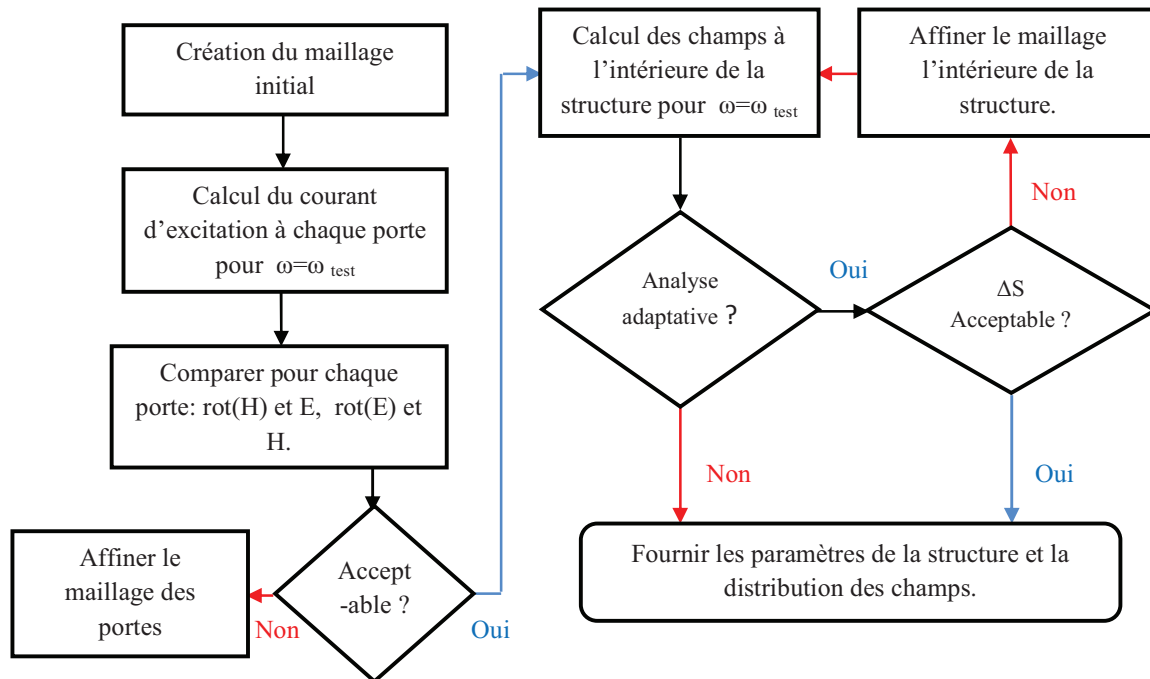 Création du maillage
initial
Calcul du courant
d’excitation à chaque porte
pour ω=ω test
Comparer pour chaque
porte: rot(H) et E, rot(E) et
H.
Accept
-able ?
Non
Oui
Affiner le
maillage des
portes
Calcul des champs à
l’intérieure de la
structure pour ω=ω test
Analyse
adaptative ?
Oui
Non
ΔS
Acceptable ?
Non
Oui
Affiner le maillage
l’intérieure de la
structure.
Fournir les paramètres de la structure et la
distribution des champs.